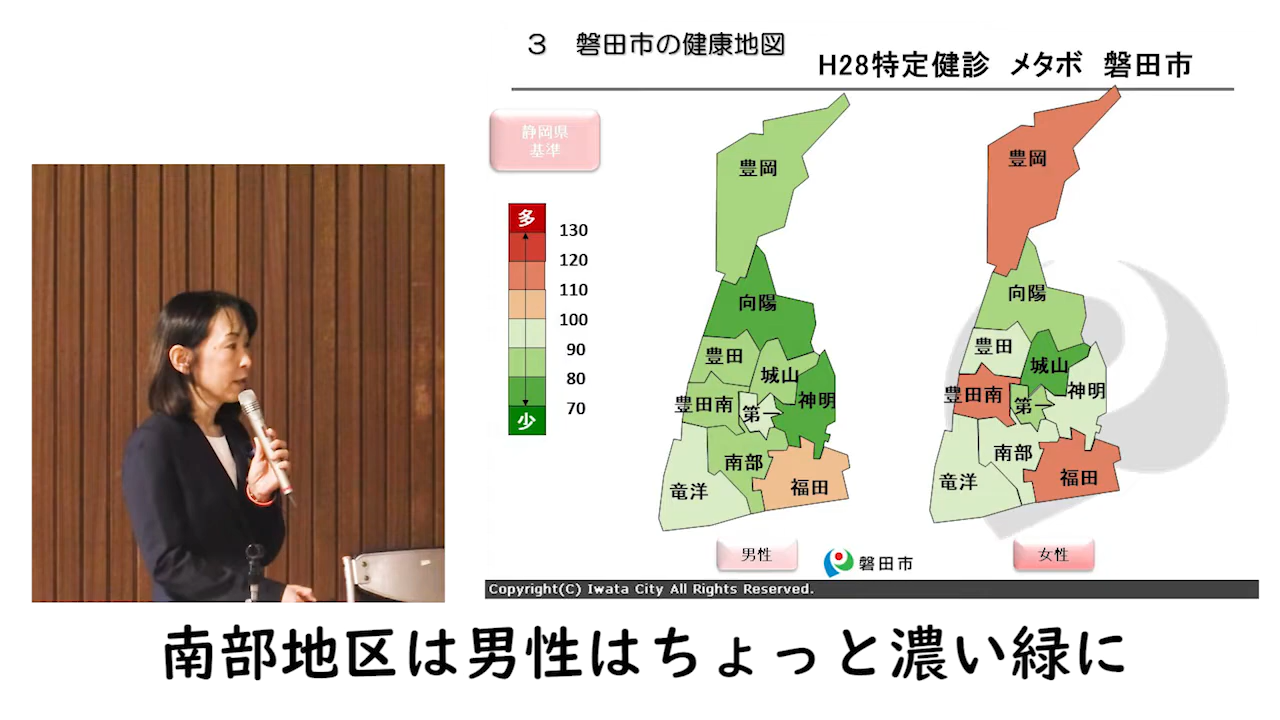 3 磐田市の健康地図
H28特定健診 メタボ 磐田市
静岡県
基準
多
130
120
110
100
90
80
70
少
豊岡
向陽
豊田
城山
豊田南
第一
神明
南部
竜洋
福田
男性
豊岡
向陽
豊田
城山
豊田南
第一
神明
南部
竜洋
福田
女性
磐田市
Copyright(C) Iwata City All Rights Reserved.
南部地区は男性はちょっと濃い緑に